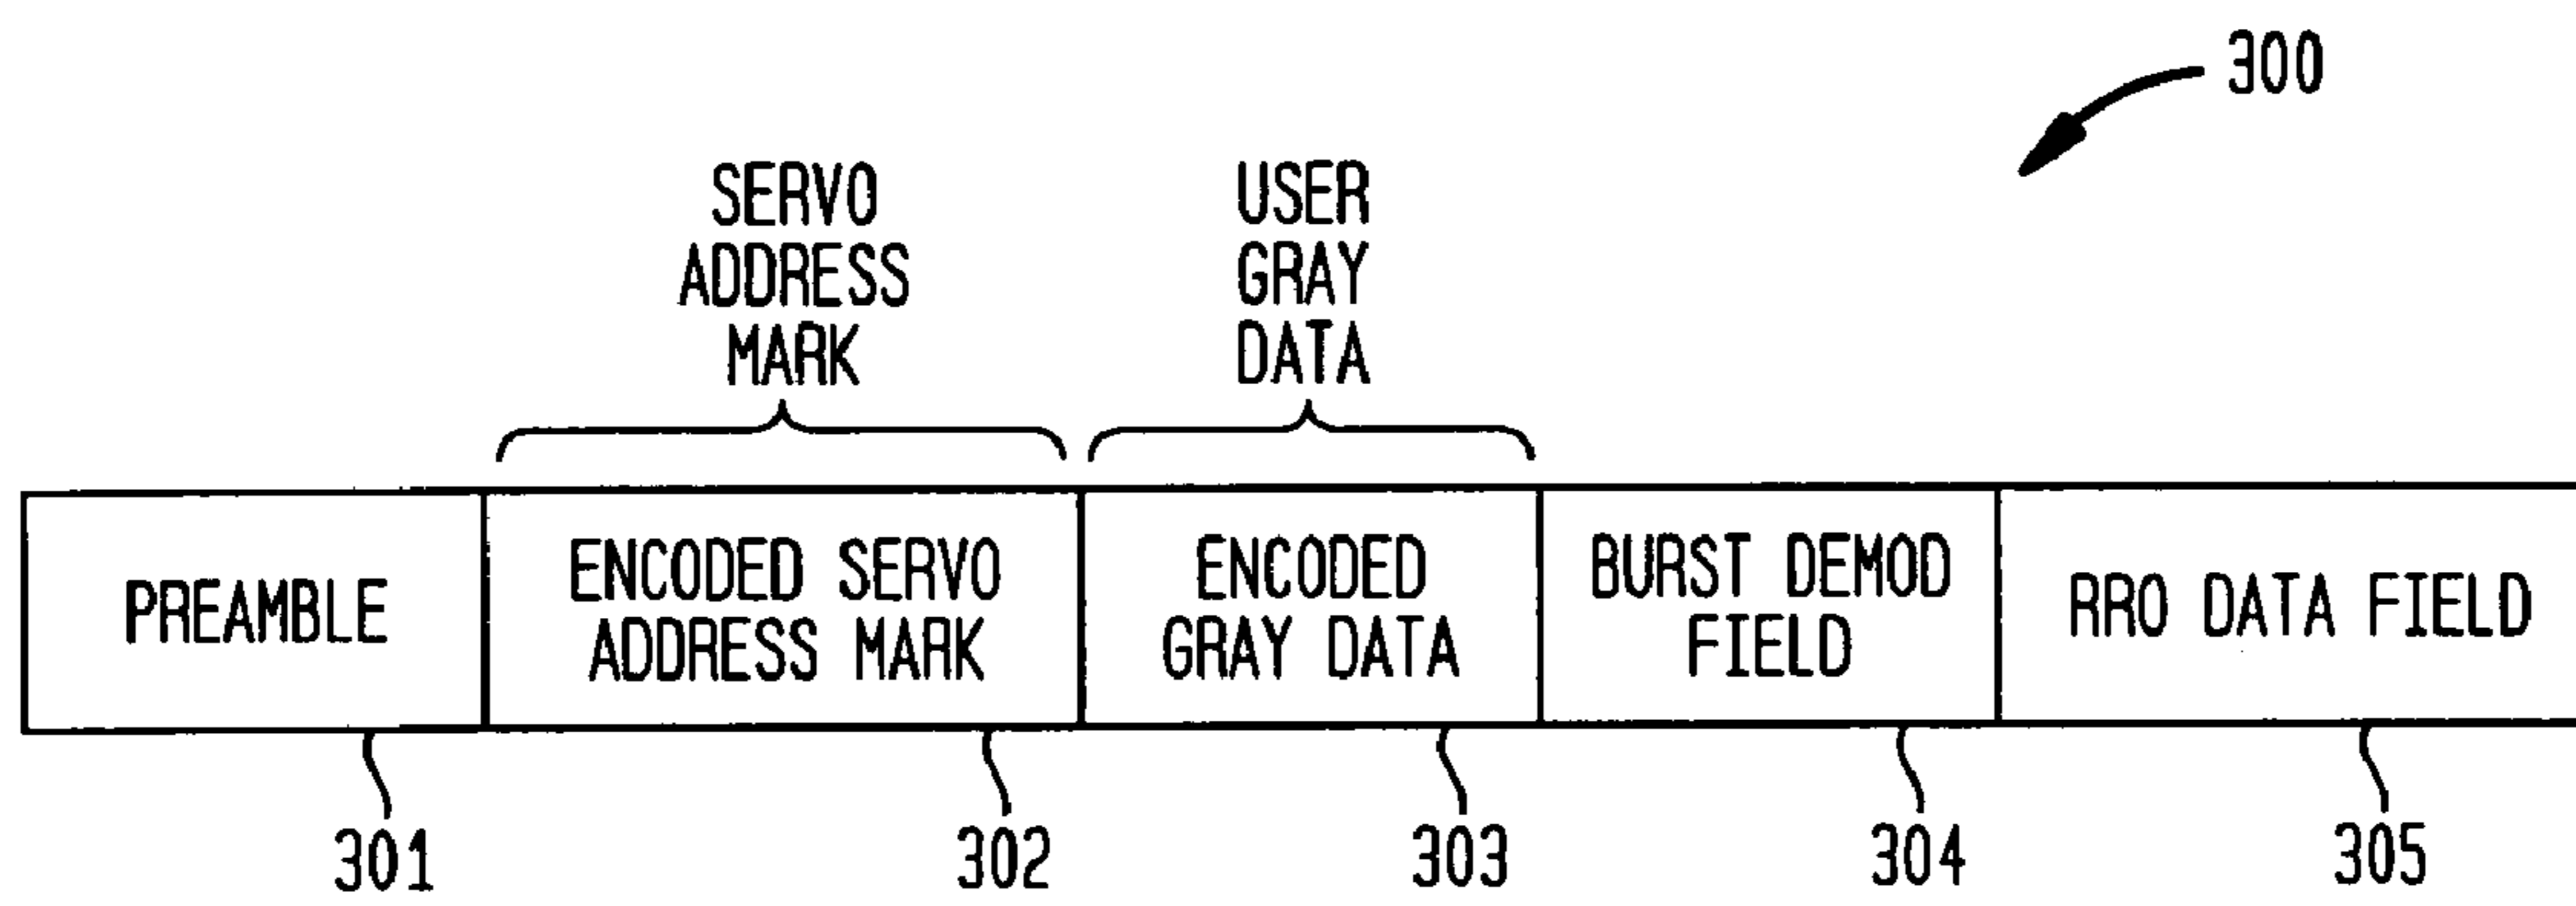 300
SERVO
ADDRESS
MARK
USER
GRAY
DATA
PREAMBLE
ENCODED SERVO
ADDRESS MARK
ENCODED
GRAY DATA
BURST DEMOD
FIELD
RRO DATA FIELD
301
302
303
304
305